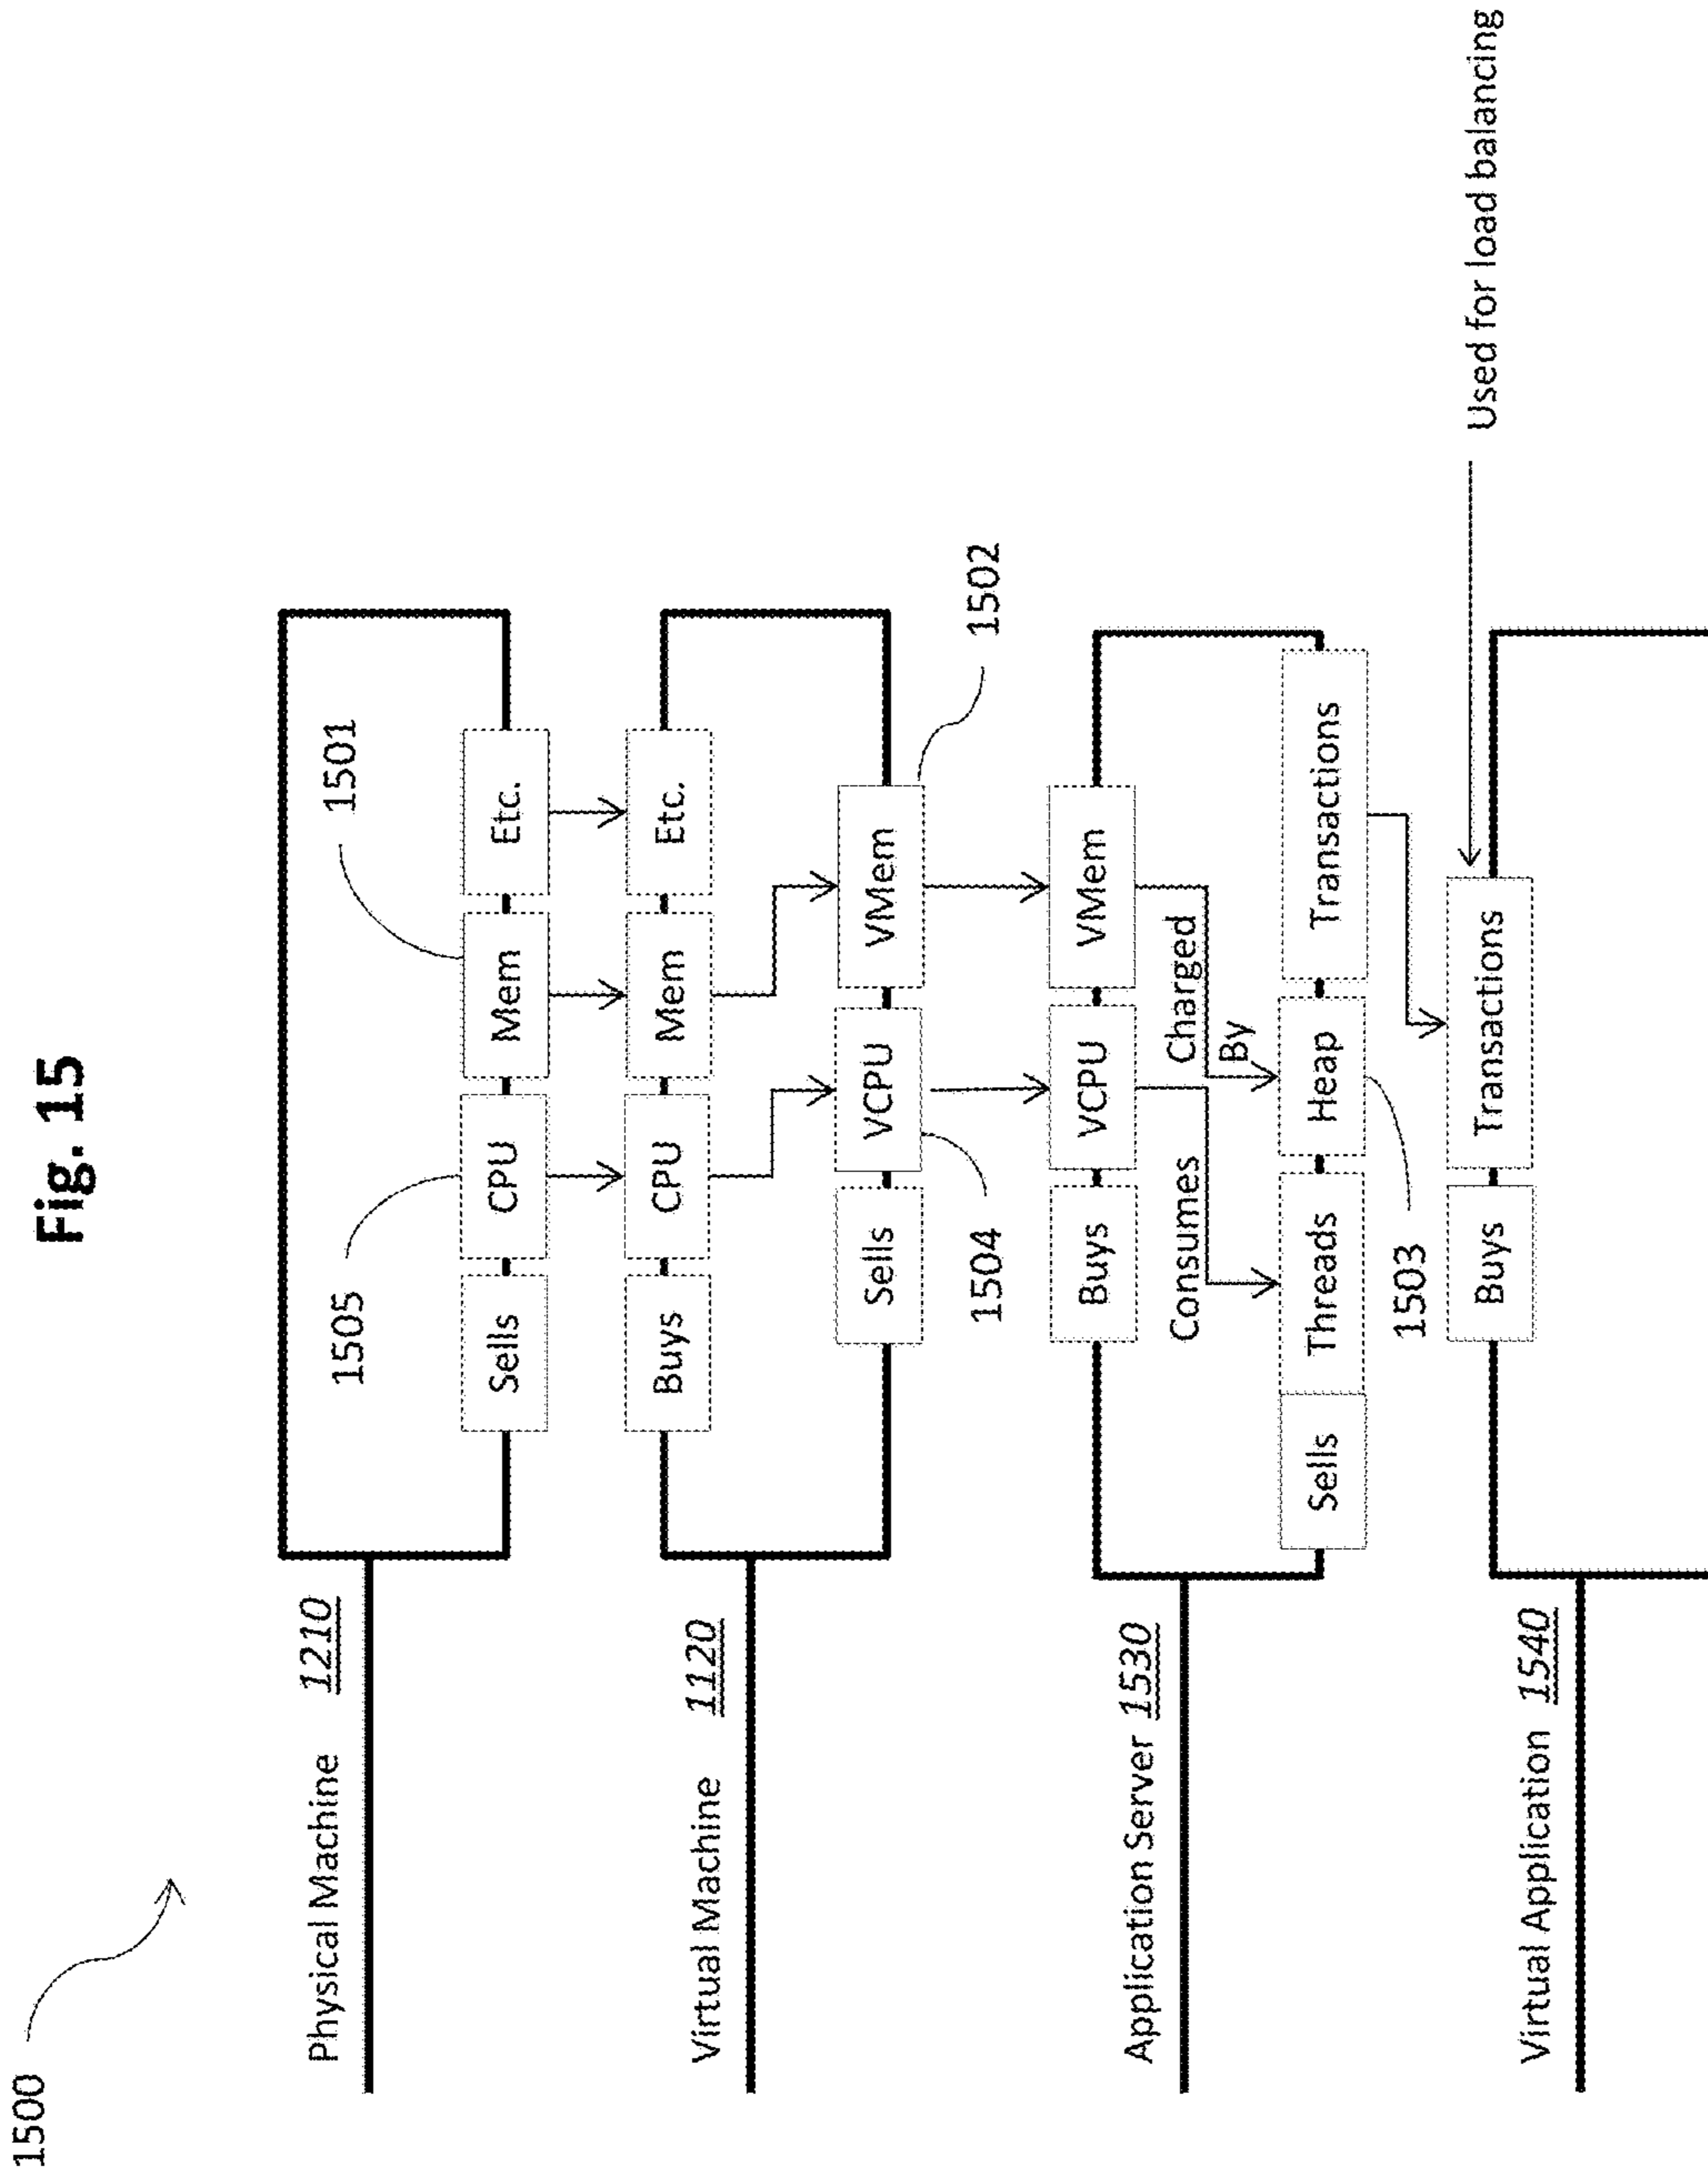 Fig. 15
1500
Physical Machine 1210
1505
1501
Sells CPU Mem Etc.
Virtual Machine 1120
Buys CPU Mem Etc.
Sells VCPU VMem
1504
1502
Application Server 1530
Buys VCPU VMem
Consumes Charged
By
Sells Threads Heap Transactions
1503
Virtual Application 1540
Buys Transactions
Used for load balancing